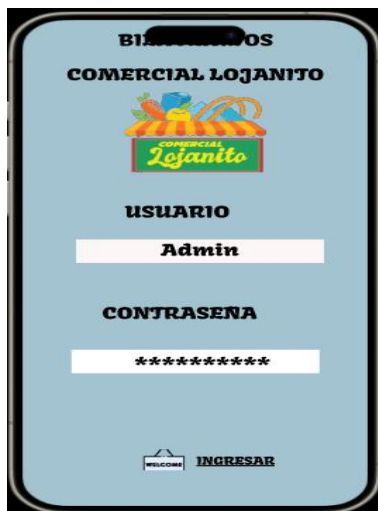 COMERCIAL LOJANITO
COMERCIAL
Lojanito
USUARIO
Admin
CONTRASEÑA
**********
WELCOME INGRESAR